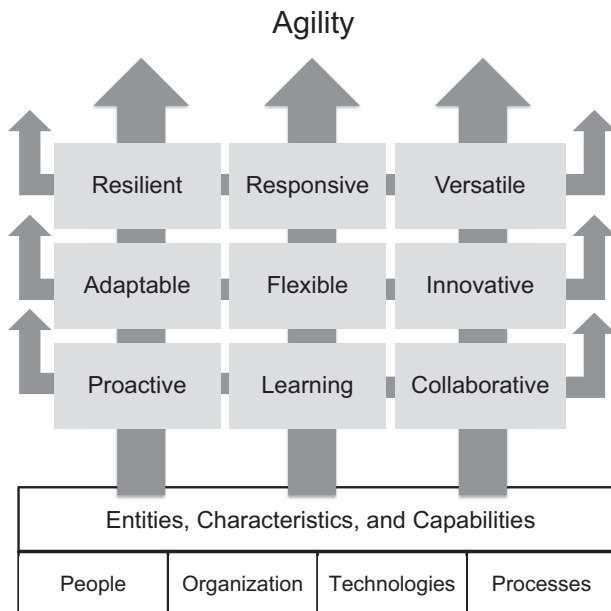 Agility
Resilient Responsive Versatile
Adaptable Flexible Innovative
Proactive Learning Collaborative
Entities, Characteristics, and Capabilities
People Organization Technologies Processes